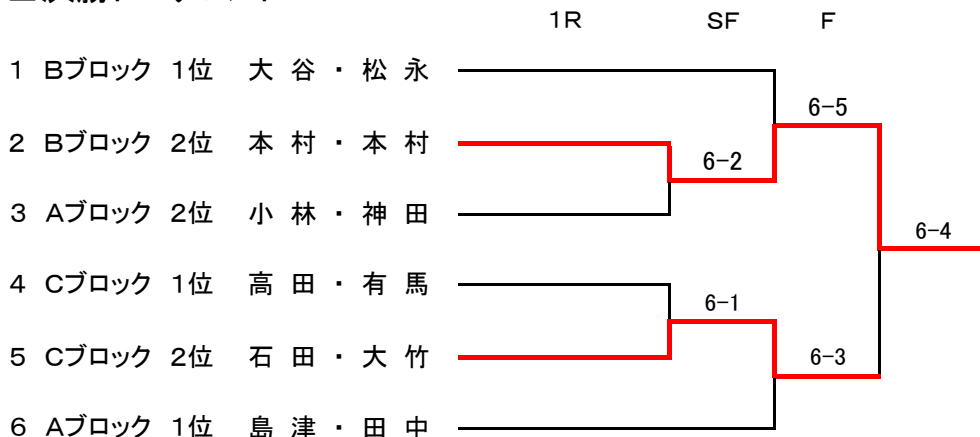 1R SF F
1 Bブロック 1位 大 谷 ・ 松 永
6-5
2 Bブロック 2位 本 村 ・ 本 村
6-2
3 Aブロック 2位 小 林 ・ 神 田
6-4
4 Cブロック 1位 高 田 ・ 有 馬
6-1
5 Cブロック 2位 石 田 ・ 大 竹
6-3
6 Aブロック 1位 島 津 ・ 田 中